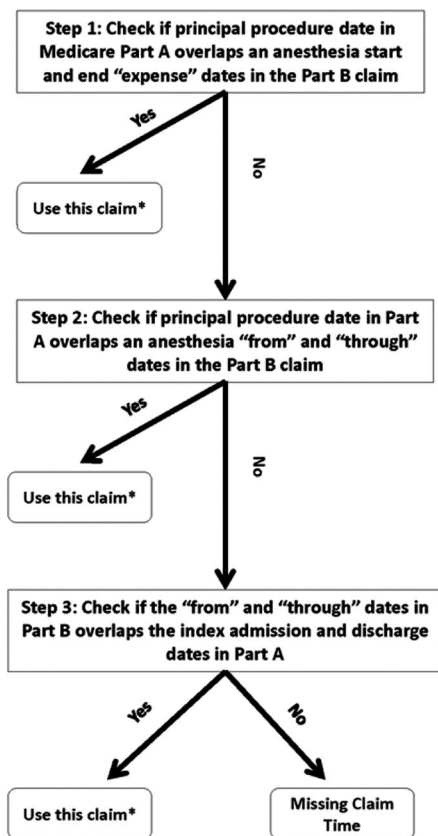 Step 1: Check if principal procedure date in
Medicare Part A overlaps an anesthesia start
and end “expense” dates in the Part B claim
Yes
No
Use this claim*
Step 2: Check if principal procedure date in Part
A overlaps an anesthesia “from” and “through”
dates in the Part B claim
Yes
No
Use this claim*
Step 3: Check if the “from” and “through” dates in
Part B overlaps the index admission and discharge
dates in Part A
Yes
No
Use this claim*
Missing Claim
Time